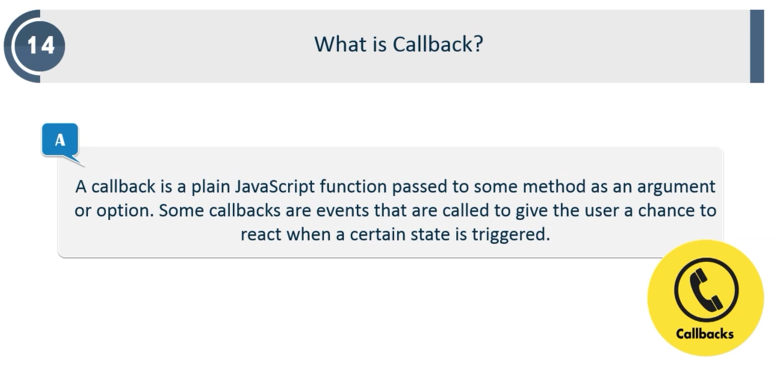 14
What is Callback?
A
A callback is a plain JavaScript function passed to some method as an argument
or option. Some callbacks are events that are called to give the user a chance to
react when a certain state is triggered.
Callbacks